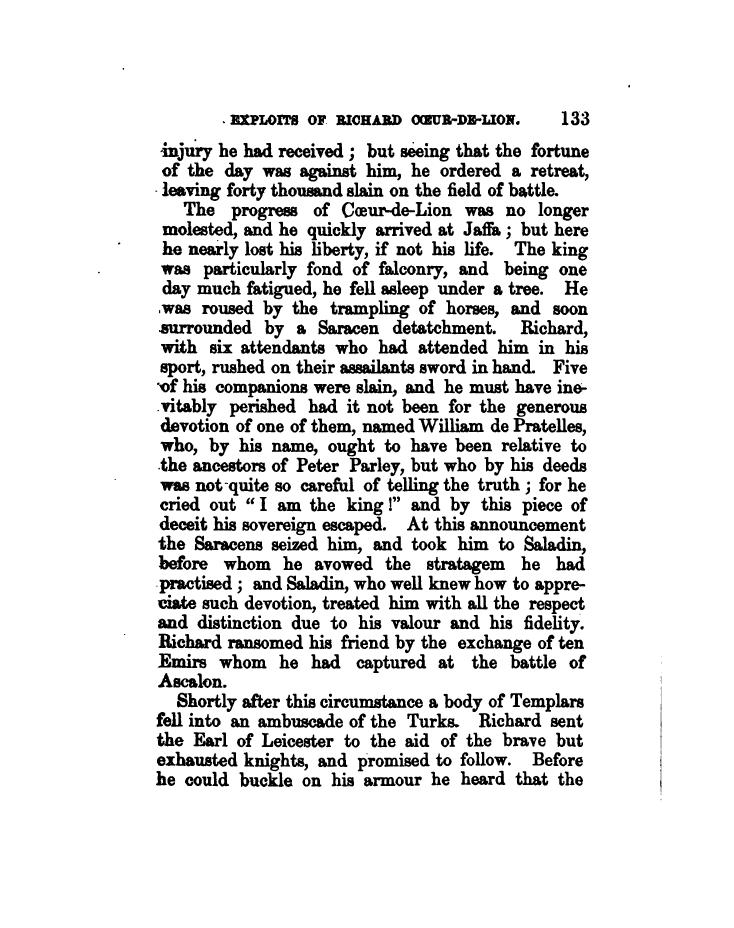 EXPLOITS OF RICHARD CŒUR-DE-LION. 133
injury he had received ; but seeing that the fortune
of the day was against him, he ordered a retreat,
leaving forty thousand slain on the field of battle.
The progress of Cœur-de-Lion was no longer
molested, and he quickly arrived at Jaffa ; but here
he nearly lost his liberty, if not his life. The king
was particularly fond of falconry, and being one
day much fatigued, he fell asleep under a tree. He
was roused by the trampling of horses, and soon
surrounded by a Saracen detatchment. Richard,
with six attendants who had attended him in his
sport, rushed on their assailants sword in hand. Five
of his companions were slain, and he must have ine-
vitably perished had it not been for the generous
devotion of one of them, named William de Pratelles,
who, by his name, ought to have been relative to
the ancestors of Peter Parley, but who by his deeds
was not quite so careful of telling the truth ; for he
cried out "I am the king!" and by this piece of
deceit his sovereign escaped. At this announcement
the Saracens seized him, and took him to Saladin,
before whom he avowed the stratagem he had
practised ; and Saladin, who well knew how to appre-
ciate such devotion, treated him with all the respect
and distinction due to his valour and his fidelity.
Richard ransomed his friend by the exchange of ten
Emirs whom he had captured at the battle of
Ascalon.
Shortly after this circumstance a body of Templars
fell into an ambuscade of the Turks. Richard sent
the Earl of Leicester to the aid of the brave but
exhausted knights, and promised to follow. Before
he could buckle on his armour he heard that the